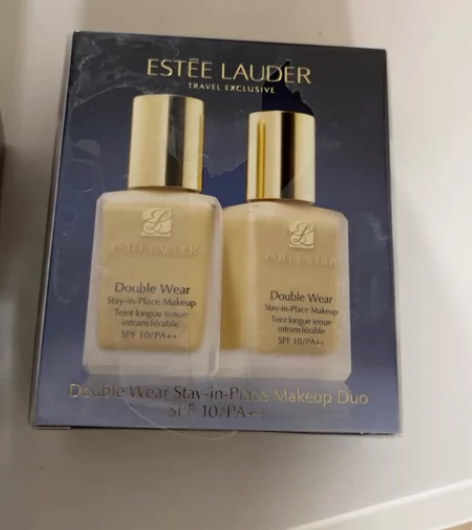 ESTĒE LAUDER
TRAVEL EXCLUSIVE
ESTĒE LAUDER
Double Wear
Stay-in-Place Makeup
Teint longue tenue
intransférable
SPF 10/PA++
ESTĒE LAUDER
Double Wear
Stay-in-Place Makeup
Teint longue tenue
intransférable
SPF 10/PA++
Double Wear Stay-in-Place Makeup Duo
SPF 10/PA++